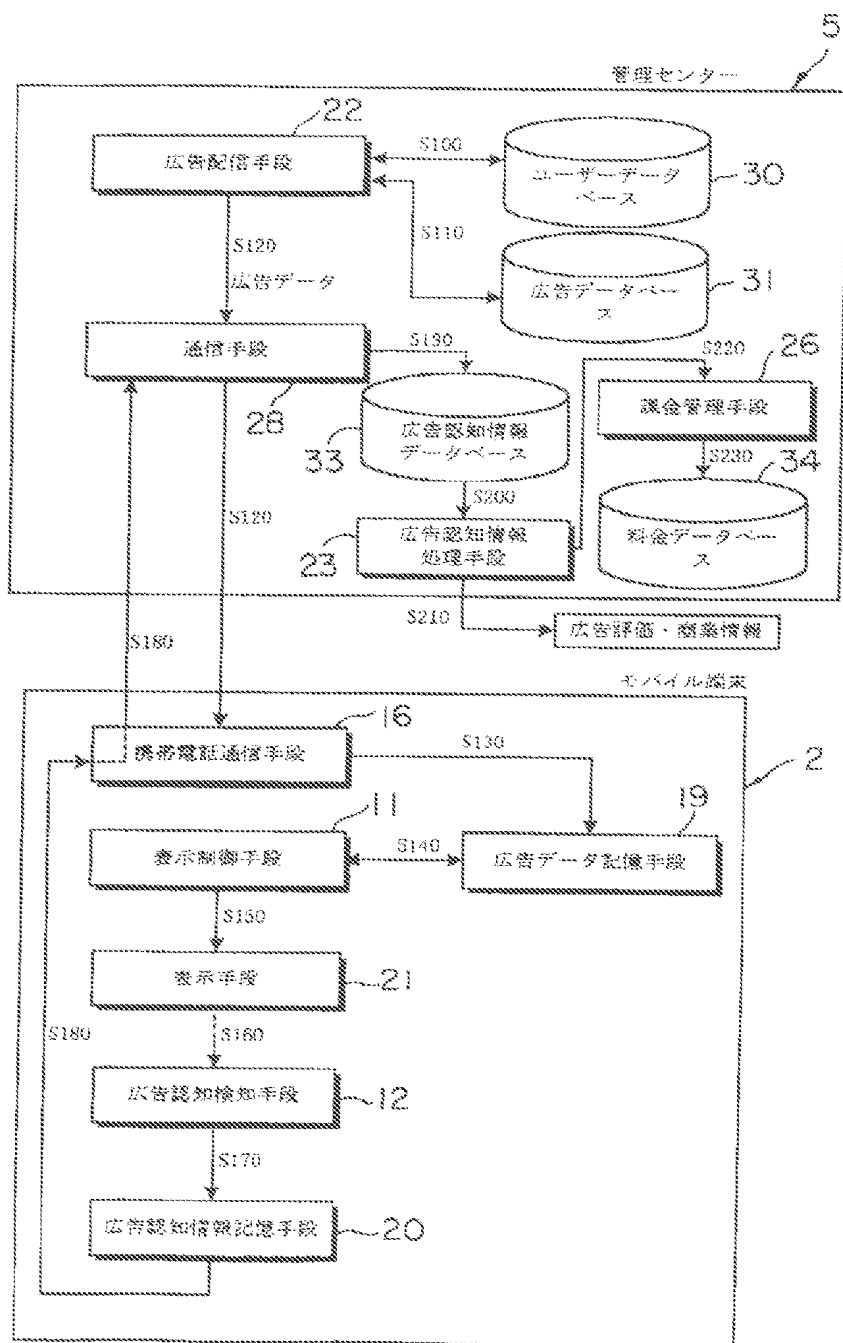 5
管理センター
22
広告配信手段
S100
ユーザーデータ
ベース
30
S110
S120
広告データ
広告データベー
ス
31
通信手段
S190
28
S220
26
課金管理手段
33
広告認知情報
データベース
S230
34
S200
料金データベー
ス
S120
23
広告認知情報
処理手段
S210
広告評価・商業情報
S180
モバイル端末
16
携帯電話通信手段
S130
2
11
表示制御手段
S140
19
広告データ記憶手段
S150
表示手段
21
S180
S160
広告認知検知手段
12
S170
広告認知情報記憶手段
20